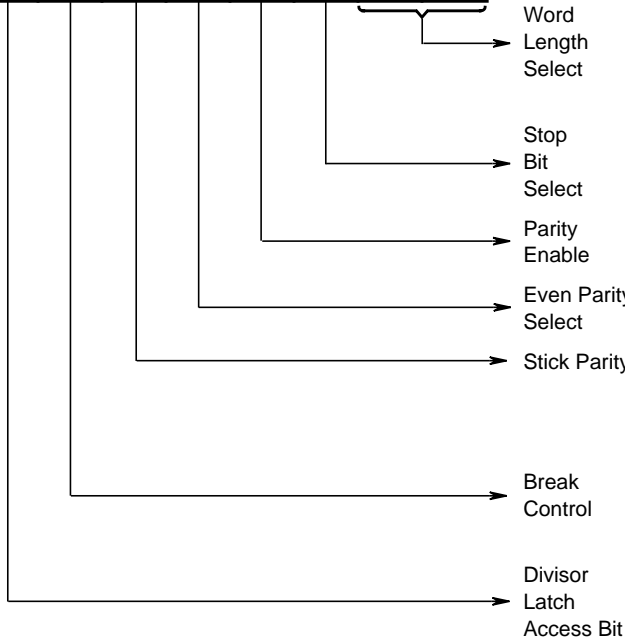 Word
Length
Select
Stop
Bit
Select
Parity
Enable
Even Parity
Select
Stick Parity
Break
Control
Divisor
Latch
Access Bit